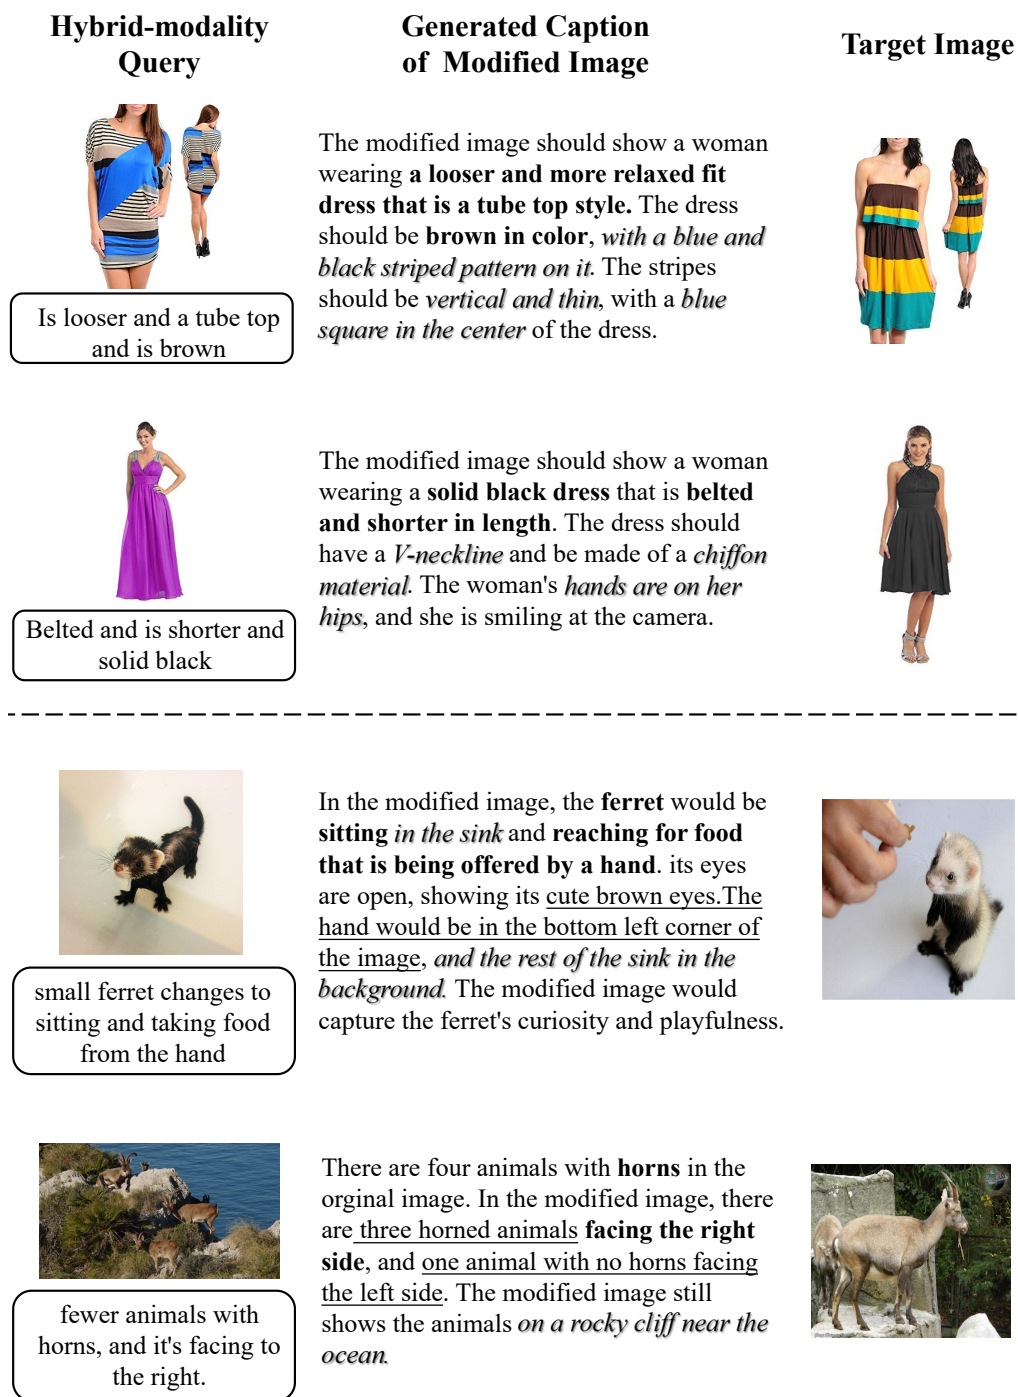 Hybrid-modality
Query
Generated Caption
of Modified Image
Target Image
The modified image should show a woman
wearing a looser and more relaxed fit
dress that is a tube top style. The dress
should be brown in color, with a blue and
black striped pattern on it. The stripes
should be vertical and thin, with a blue
square in the center of the dress.
Is looser and a tube top
and is brown
The modified image should show a woman
wearing a solid black dress that is belted
and shorter in length. The dress should
have a V-neckline and be made of a chiffon
material. The woman's hands are on her
hips, and she is smiling at the camera.
Belted and is shorter and
solid black
In the modified image, the ferret would be
sitting in the sink and reaching for food
that is being offered by a hand. its eyes
are open, showing its cute brown eyes.The
hand would be in the bottom left corner of
the image, and the rest of the sink in the
background. The modified image would
capture the ferret's curiosity and playfulness.
small ferret changes to
sitting and taking food
from the hand
There are four animals with horns in the
orginal image. In the modified image, there
are three horned animals facing the right
side, and one animal with no horns facing
the left side. The modified image still
shows the animals on a rocky cliff near the
ocean.
fewer animals with
horns, and it's facing to
the right.